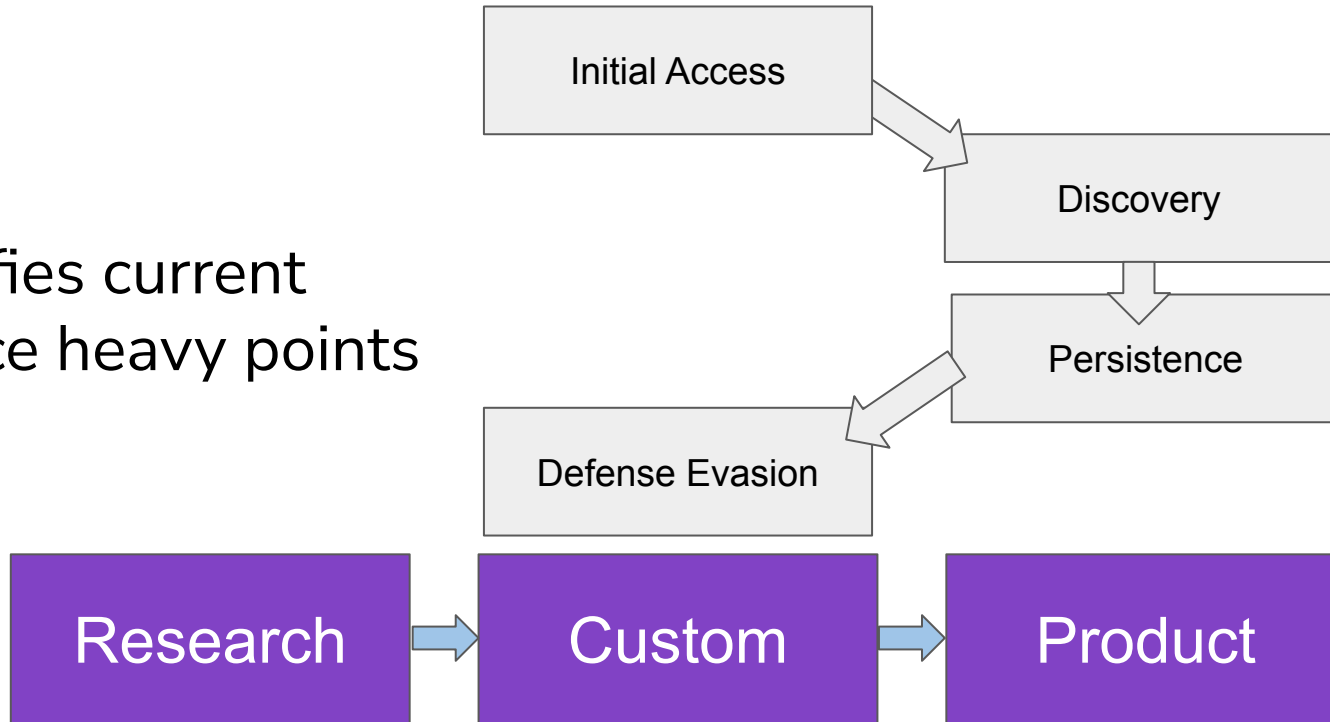 Initial Access
Discovery
fies current
ce heavy points
Persistence
Defense Evasion
Research
Custom
Product